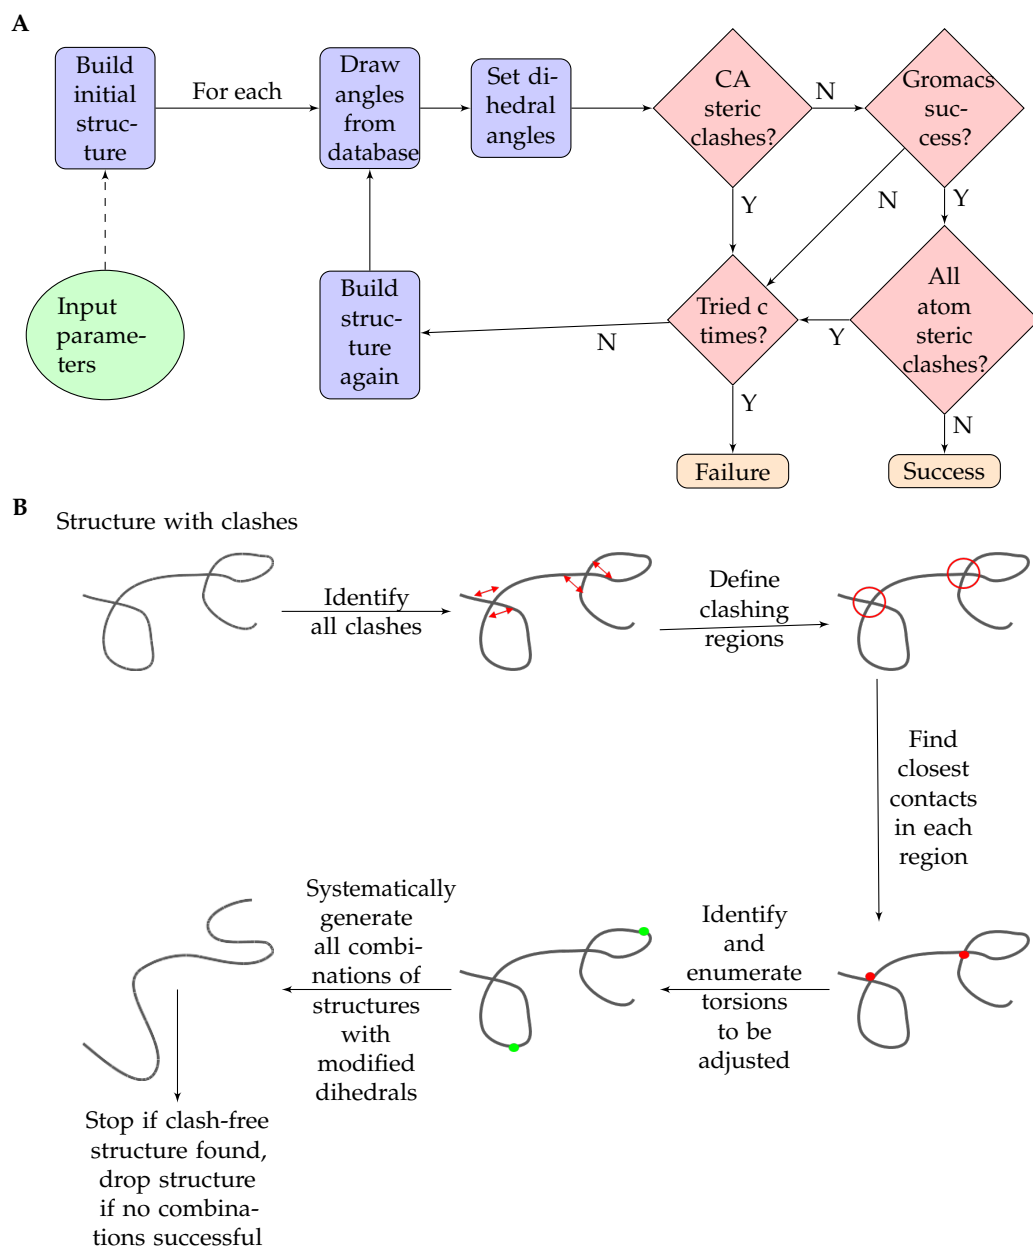 A
Build
initial
struc-
ture
For each
Draw
angles
from
database
Set di-
hedral
angles
CA
steric
clashes?
N
Gromacs
suc-
cess?
Y
N
Y
Input
parame-
ters
Build
struc-
ture
again
N
Tried c
times?
Y
All
atom
steric
clashes?
Y
N
Failure
Success
B
Structure with clashes
Identify
all clashes
Define
clashing
regions
Find
closest
contacts
in each
region
Identify
and
enumerate
torsions
to be
adjusted
Systematically
generate
all combi-
nations of
structures
with
modified
dihedrals
Stop if clash-free
structure found,
drop structure
if no combina-
tions successful